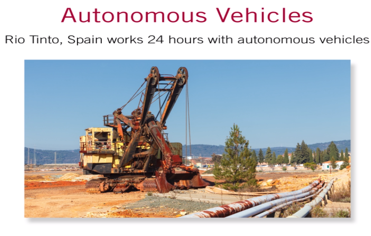 Autonomous Vehicles
Rio Tinto, Spain works 24 hours with autonomous vehicles